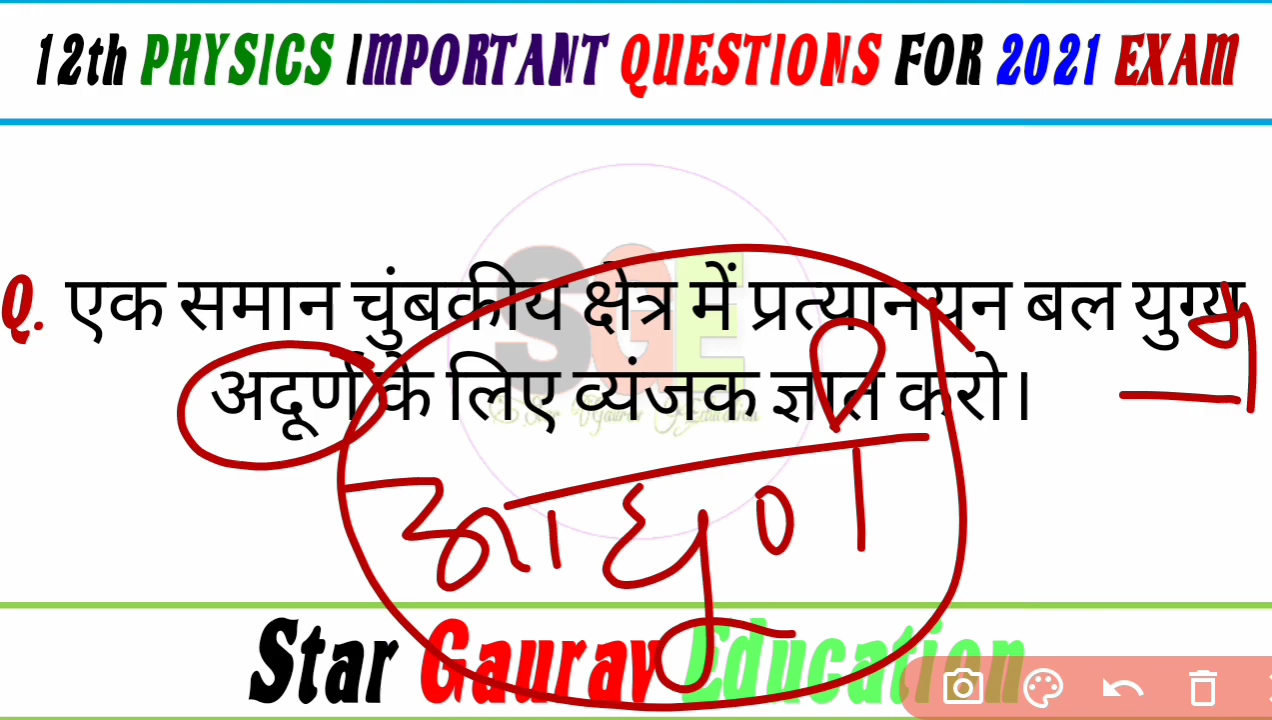 12th PHYSICS IMPORTANT QUESTIONS FOR 2021 EXAM
Q. एक समान चुंबकीय क्षेत्र में प्रत्यानयन बल युग्म
अदूर्ण के लिए व्यंजक ज्ञात करो।
आघूर्ण
Star Gaurav Education